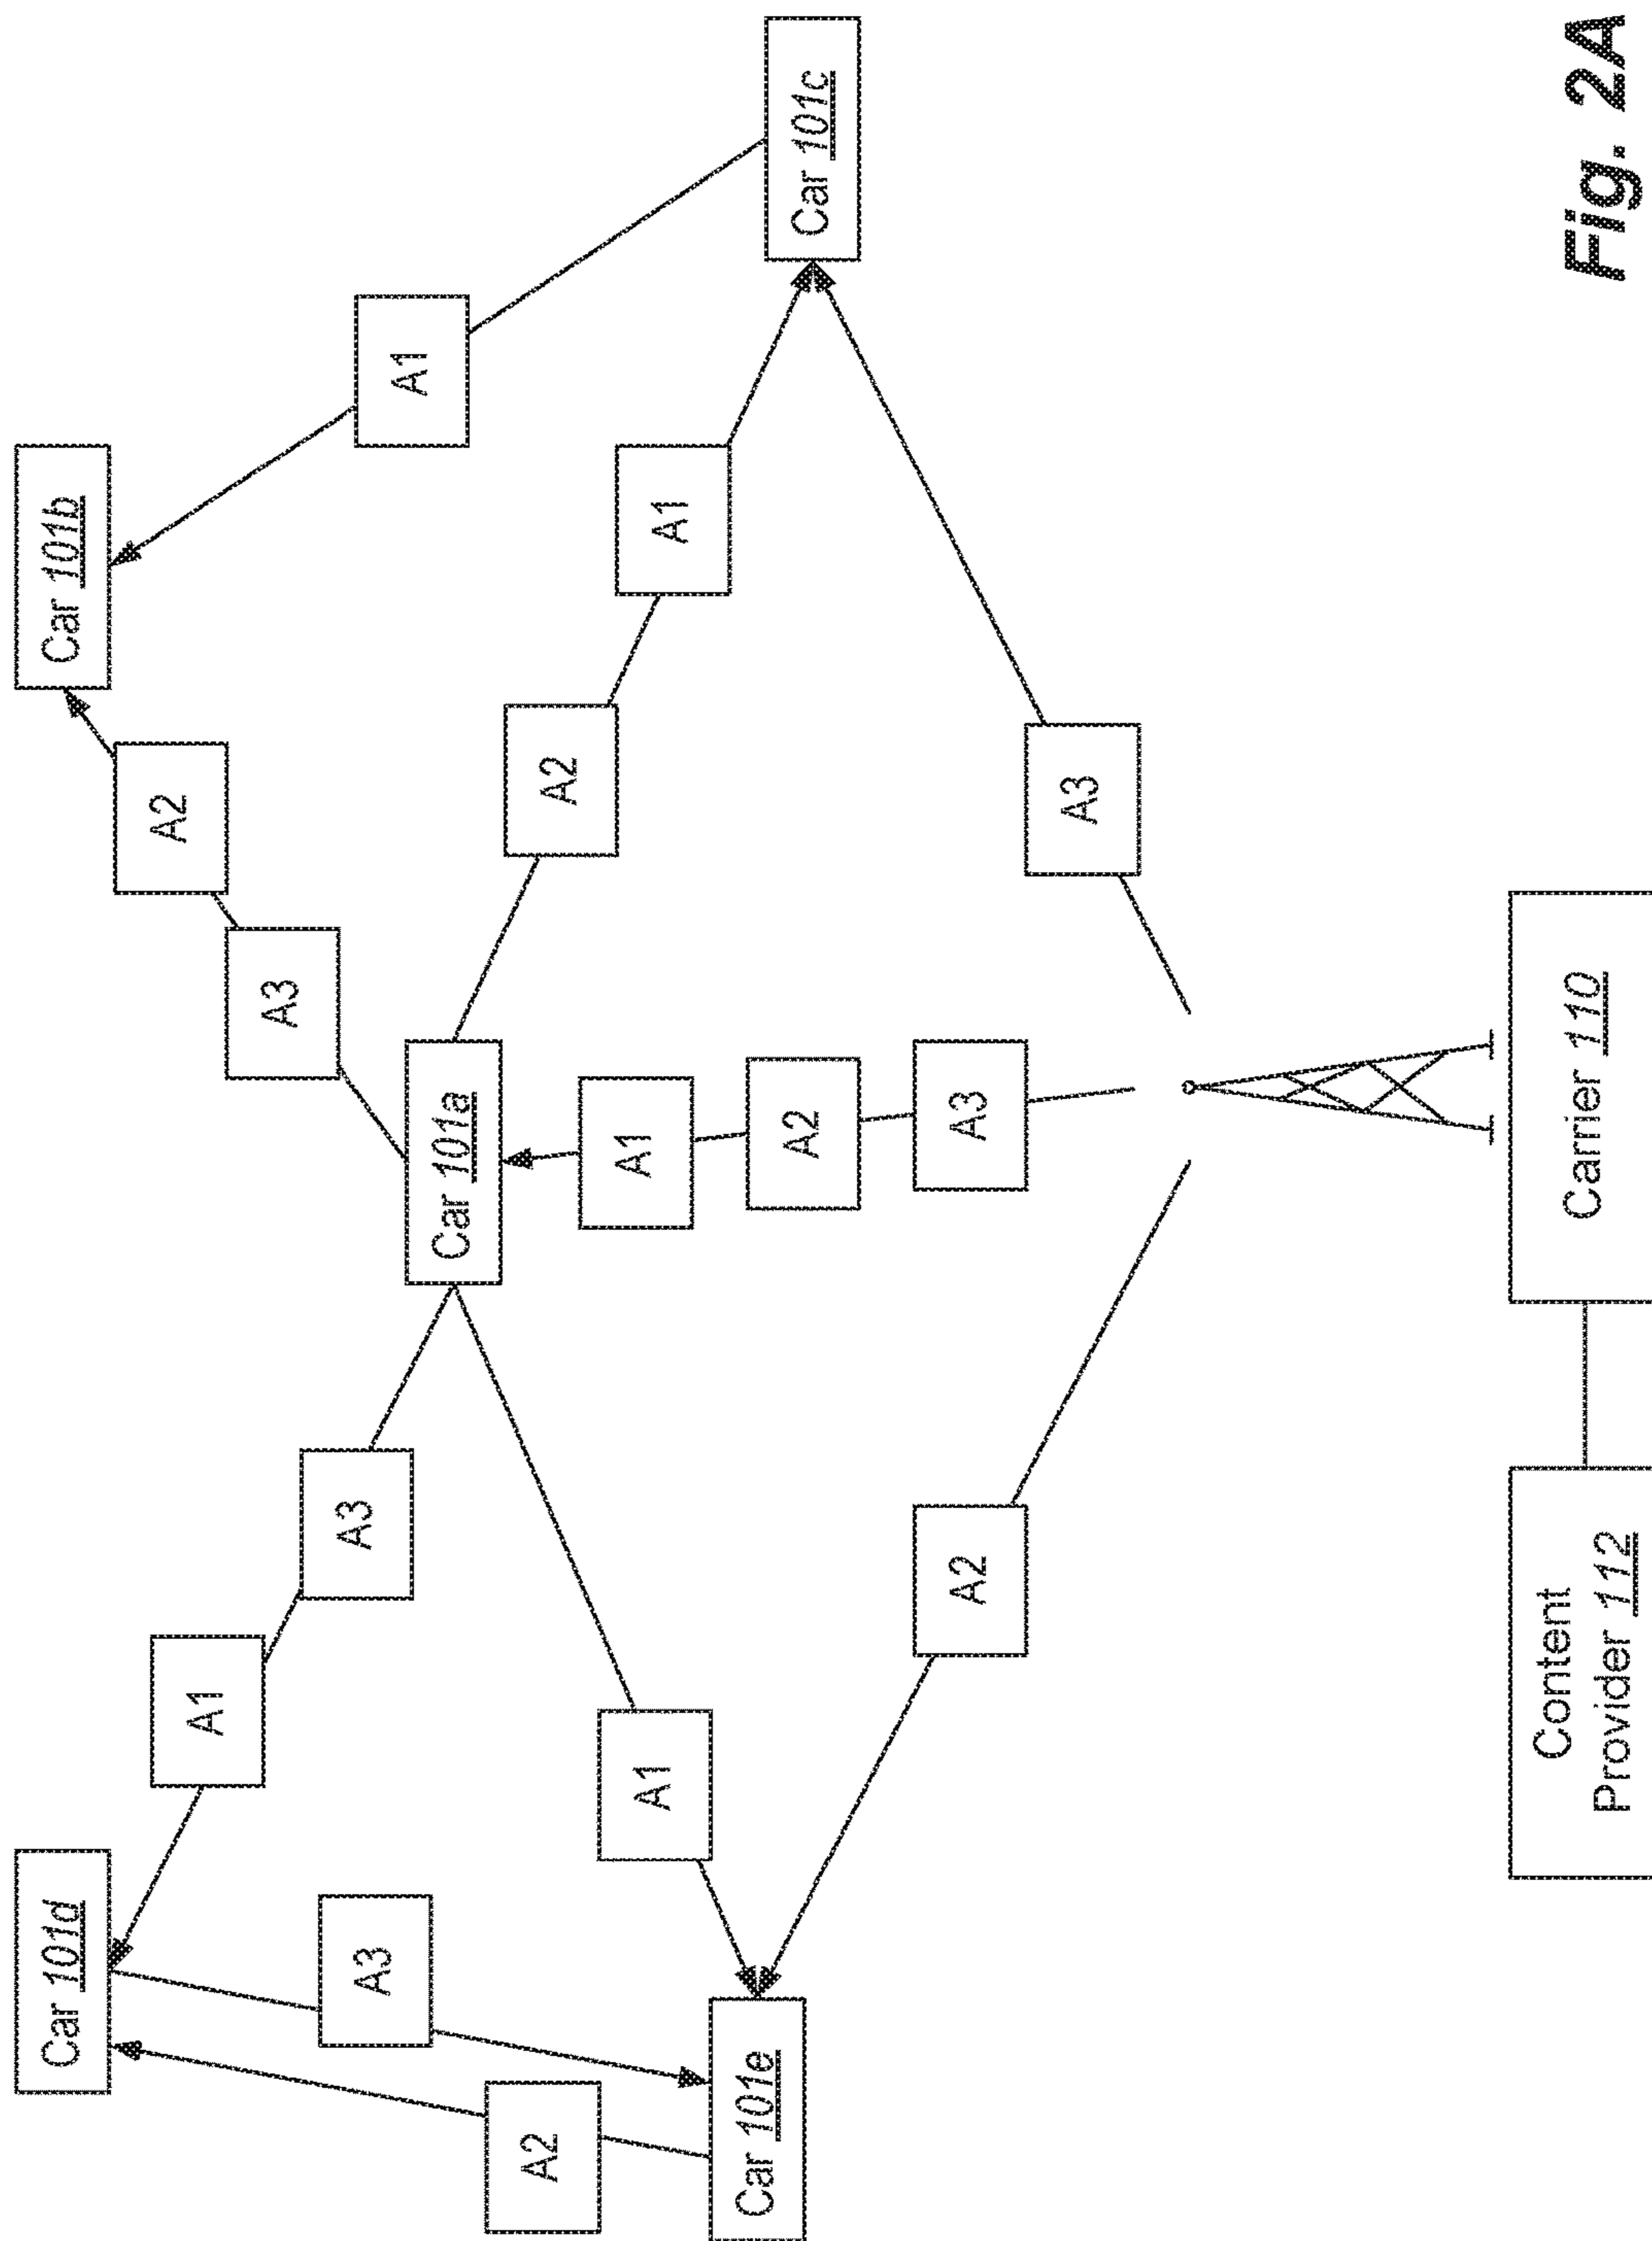 Car 101d
Car 101b
A2
A1
A3
A3
A3
A1
Car 101a
A2
A2
A1
A1
A1
Car 101e
A2
Car 101c
A2
A3
A3
Content
Provider 112
Carrier 110
Fig. 2A